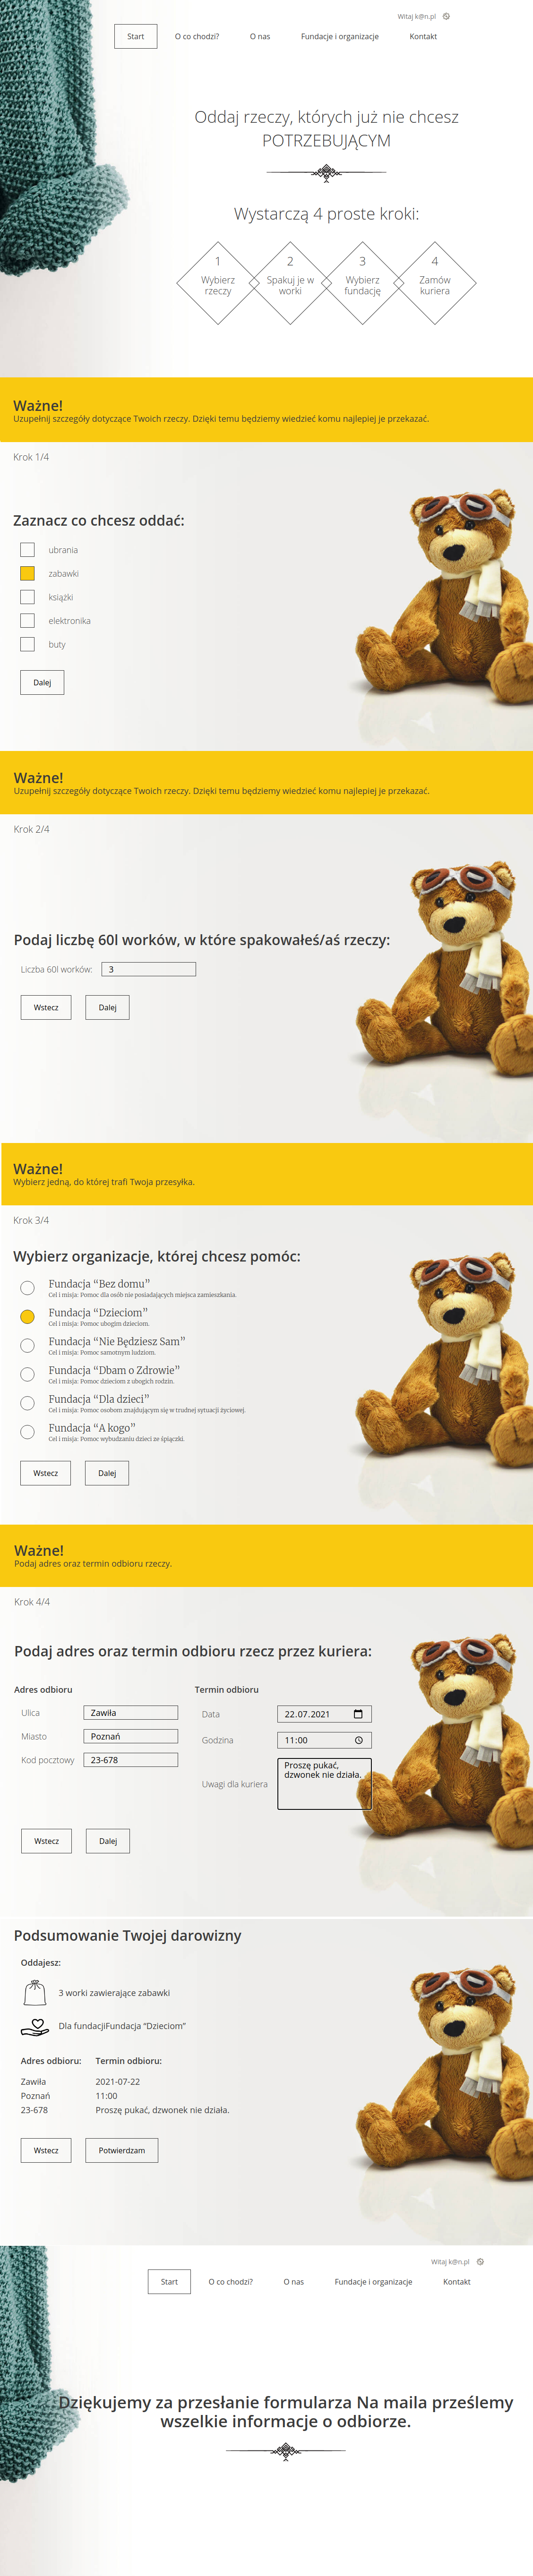 Witaj k@n.pl
Start O co chodzi? O nas Fundacje i organizacje Kontakt
Oddaj rzeczy, których już nie chcesz
POTRZEBUJĄCYM
Wystarczą 4 proste kroki:
1 2 3 4
Wybierz Spakuj je w Wybierz Zamów
rzeczy worki fundację kuriera
Ważne!
Uzupełnij szczegóły dotyczące Twoich rzeczy. Dzięki temu będziemy wiedzieć komu najlepiej je przekazać.
Krok 1/4
Zaznacz co chcesz oddać:
ubrania
zabawki
książki
elektronika
buty
Dalej
Ważne!
Uzupełnij szczegóły dotyczące Twoich rzeczy. Dzięki temu będziemy wiedzieć komu najlepiej je przekazać.
Krok 2/4
Podaj liczbę 60l worków, w które spakowałeś/aś rzeczy:
Liczba 60l worków: 3
Wstecz Dalej
Ważne!
Wybierz jedną, do której trafi Twoja przesyłka.
Krok 3/4
Wybierz organizacje, której chcesz pomóc:
Fundacja “Bez domu”
Cel i misja: Pomoc dla osób nie posiadających miejsca zamieszkania.
Fundacja “Dzieciom”
Cel i misja: Pomoc ubogim dzieciom.
Fundacja “Nie Będziesz Sam”
Cel i misja: Pomoc samotnym ludziom.
Fundacja “Dbam o Zdrowie”
Cel i misja: Pomoc dzieciom z ubogich rodzin.
Fundacja “Dla dzieci”
Cel i misja: Pomoc osobom znajdującym się w trudnej sytuacji życiowej.
Fundacja “A kogo”
Cel i misja: Pomoc wybudzaniu dzieci ze śpiączki.
Wstecz Dalej
Ważne!
Podaj adres oraz termin odbioru rzeczy.
Krok 4/4
Podaj adres oraz termin odbioru rzecz przez kuriera:
Adres odbioru Termin odbioru
Ulica Zawiła Data 22.07.2021
Miasto Poznań Godzina 11:00
Kod pocztowy 23-678 Uwagi dla kuriera Proszę pukać,
dzwonek nie działa.
Wstecz Dalej
Podsumowanie Twojej darowizny
Oddajesz:
3 worki zawierające zabawki
Dla fundacjiFundacja “Dzieciom”
Adres odbioru: Termin odbioru:
Zawiła 2021-07-22
Poznań 11:00
23-678 Proszę pukać, dzwonek nie działa.
Wstecz Potwierdzam
Witaj k@n.pl
Start O co chodzi? O nas Fundacje i organizacje Kontakt
Dziękujemy za przesłanie formularza Na maila prześlemy
wszelkie informacje o odbiorze.